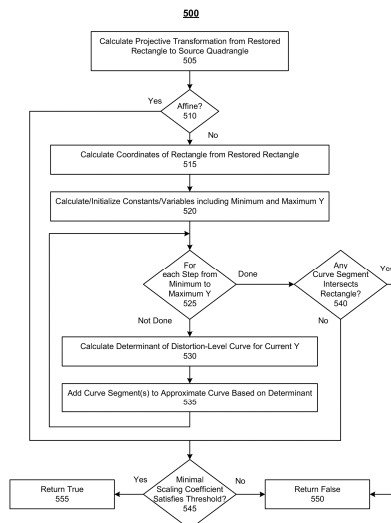 500
Calculate Projective Transformation from Restored
Rectangle to Source Quadrangle
505
Yes
Affine?
510
No
Calculate Coordinates of Rectangle from Restored Rectangle
515
Calculate/Initialize Constants/Variables including Minimum and Maximum Y
520
For
each Step from
Minimum to
Maximum Y
525
Done
Not Done
Any
Curve Segment
Intersects
Rectangle?
540
Yes
No
Calculate Determinant of Distortion-Level Curve for Current Y
530
Add Curve Segment(s) to Approximate Curve Based on Determinant
535
Minimal
Scaling Coefficient
Satisfies Threshold?
545
Yes
No
Return True
555
Return False
550